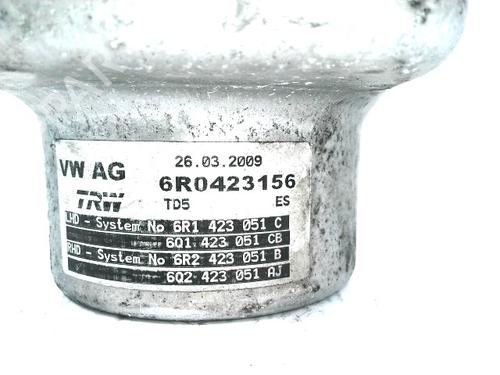 26.03.2009
VW AG
6R0423156
TRW TD5 ES
LHD - System No 6R1 423 051 C
6Q1 423 051 CB
RHD - System No 6R2 423 051 B
6Q2 423 051 AJ